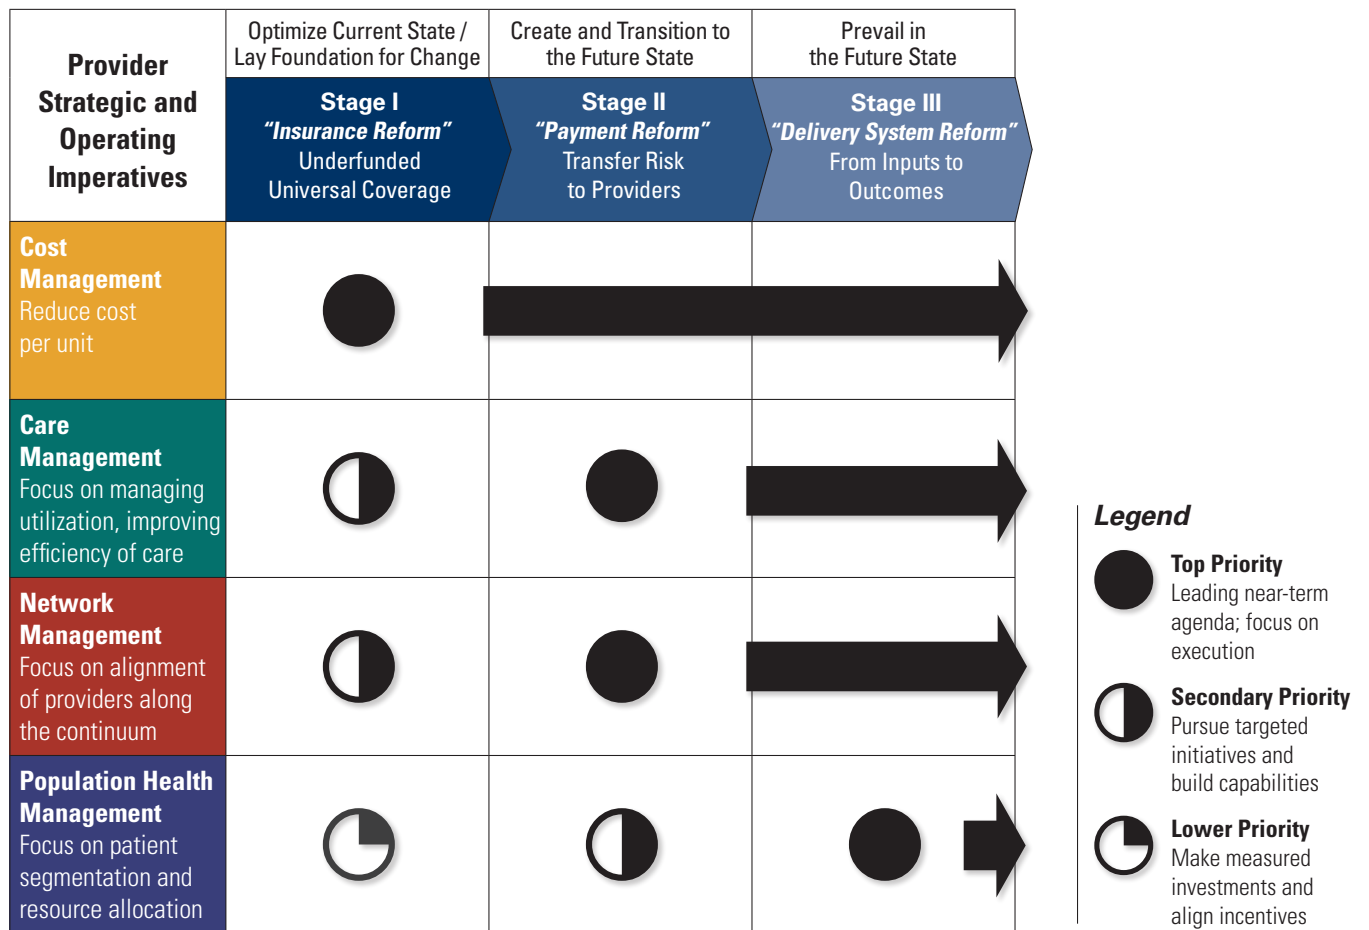 Provider
Strategic and
Operating
Imperatives
Optimize Current State /
Lay Foundation for Change
Create and Transition to
the Future State
Prevail in
the Future State
Stage I
"Insurance Reform"
Underfunded
Universal Coverage
Stage II
"Payment Reform"
Transfer Risk
to Providers
Stage III
"Delivery System Reform"
From Inputs to
Outcomes
Cost
Management
Reduce cost
per unit
Care
Management
Focus on managing
utilization, improving
efficiency of care
Network
Management
Focus on alignment
of providers along
the continuum
Population Health
Management
Focus on patient
segmentation and
resource allocation
Legend
Top Priority
Leading near-term
agenda; focus on
execution
Secondary Priority
Pursue targeted
initiatives and
build capabilities
Lower Priority
Make measured
investments and
align incentives